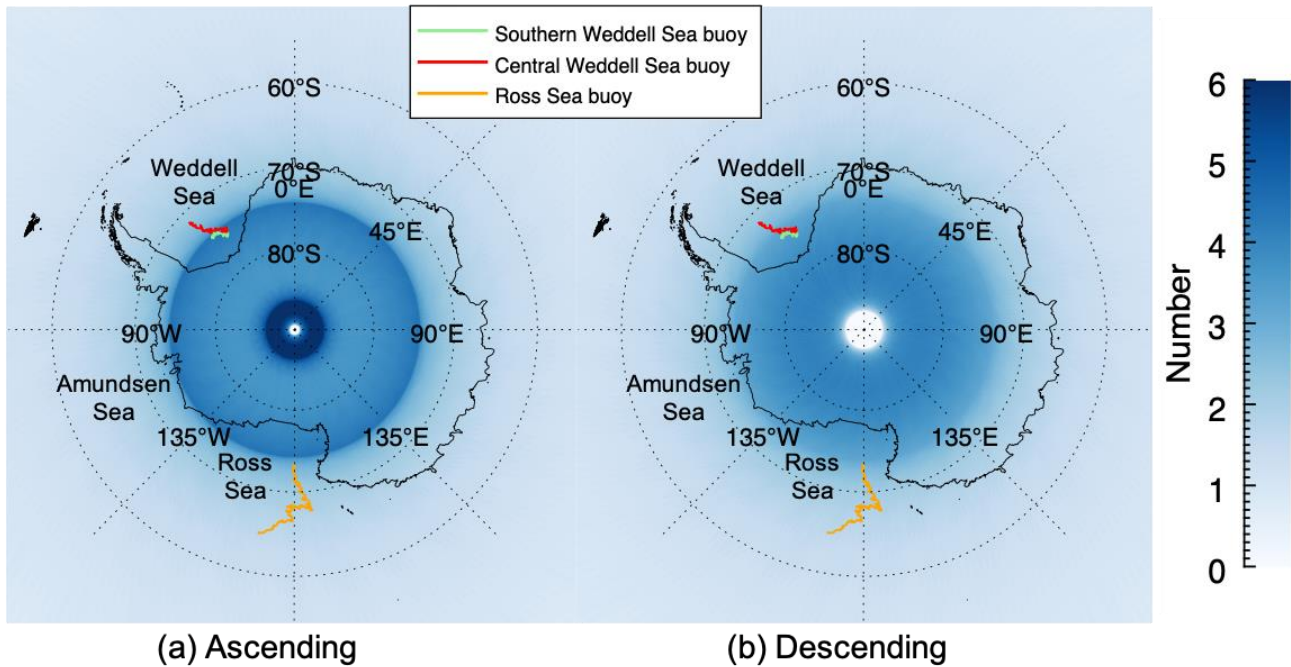 Southern Weddell Sea buoy
Central Weddell Sea buoy
Ross Sea buoy
60°S
Weddell
Sea
70°S
0°E
45°E
80°S
90°W
90°E
Amundsen
Sea
135°W
135°E
Ross
Sea
(a) Ascending
60°S
Weddell
Sea
70°S
0°E
45°E
80°S
90°W
90°E
Amundsen
Sea
135°W
135°E
Ross
Sea
(b) Descending
6
5
4
3
2
1
0
Number